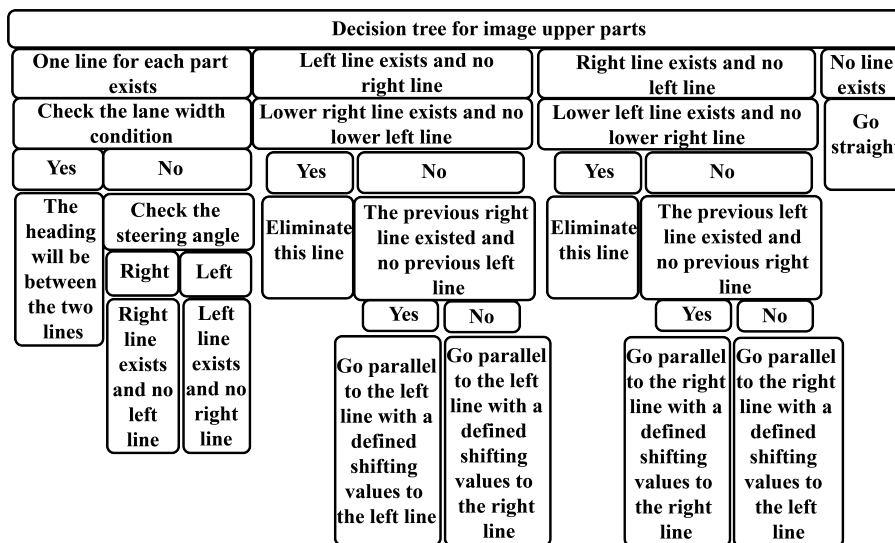 Decision tree for image upper parts
One line for each part
exists
Left line exists and no
right line
Right line exists and no
left line
No line
exists
Check the lane width
condition
Lower right line exists and no
lower left line
Lower left line exists and no
lower right line
Go
straight
Yes
No
Yes
No
Yes
No
The
heading
will be
between
the two
lines
Check the
steering angle
Eliminate
this line
The previous right
line existed and
no previous left
line
Eliminate
this line
The previous left
line existed and
no previous right
line
Right
Left
Yes
No
Yes
No
Right
line
exists
and no
left
line
Left
line
exists
and no
right
line
Go parallel
to the left
line with a
defined
shifting
values to
the left line
Go parallel
to the left
line with a
defined
shifting
values to
the right
line
Go parallel
to the right
line with a
defined
shifting
values to
the right
line
Go parallel
to the right
line with a
defined
shifting
values to
the left
line